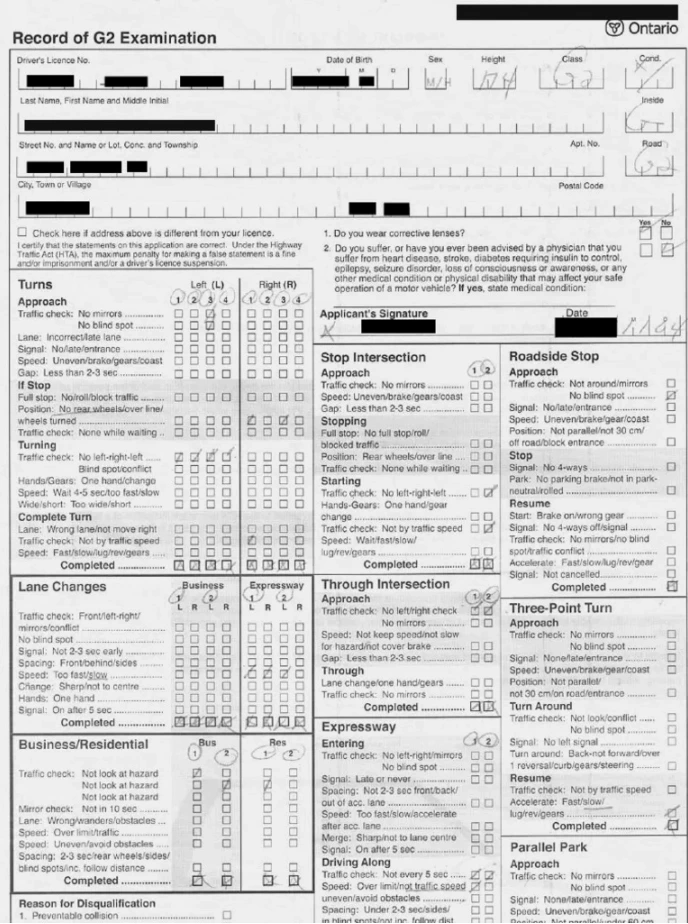 Ontario
Record of G2 Examination
Driver's Licence No. Date of Birth Sex Height Class Cond.
Y M D
M/H G2
Last Name, First Name and Middle Initial Inside
Street No. and Name or Lot, Conc. and Township Apt. No. Road
G2
City, Town or Village Postal Code
Yes No
Check here if address above is different from your licence.
I certify that the statements on this application are correct. Under the Highway
Traffic Act (HTA), the maximum penalty for making a false statement is a fine
and/or imprisonment and/or a driver's licence suspension.
1. Do you wear corrective lenses?
2. Do you suffer, or have you ever been advised by a physician that you
suffer from heart disease, stroke, diabetes requiring insulin to control,
epilepsy, seizure disorder, loss of consciousness or awareness, or any
other medical condition or physical disability that may affect your safe
operation of a motor vehicle? If yes, state medical condition:
Applicant's Signature Date
X
Turns Left (L) Right (R)
Approach 1 2 3 4 1 2 3 4
Traffic check: No mirrors
No blind spot
Lane: Incorrect/late lane
Signal: No/late/entrance
Speed: Uneven/brake/gears/coast
Gap: Less than 2-3 sec
If Stop
Full stop: No/roll/block traffic
Position: No rear wheels/over line/
wheels turned
Traffic check: None while waiting
Turning
Traffic check: No left-right-left
Blind spot/conflict
Hands/Gears: One hand/change
Speed: Wait 4-5 sec/too fast/slow
Wide/short: Too wide/short
Complete Turn
Lane: Wrong lane/not move right
Traffic check: Not by traffic speed
Speed: Fast/slow/lug/rev/gears
Completed
Lane Changes Business Expressway
1 2 1 2
L R L R L R L R
Traffic check: Front/left-right/
mirrors/conflict
No blind spot
Signal: Not 2-3 sec early
Spacing: Front/behind/sides
Speed: Too fast/slow
Change: Sharp/not to centre
Hands: One hand
Signal: On after 5 sec
Completed
Business/Residential Bus Res
1 2 1 2
Traffic check: Not look at hazard
Not look at hazard
Not look at hazard
Mirror check: Not in 10 sec
Lane: Wrong/wanders/obstacles
Speed: Over limit/traffic
Speed: Uneven/avoid obstacles
Spacing: 2-3 sec/rear wheels/sides/
blind spots/inc. follow distance
Completed
Reason for Disqualification
1. Preventable collision
Stop Intersection
Approach 1 2
Traffic check: No mirrors
Speed: Uneven/brake/gears/coast
Gap: Less than 2-3 sec
Stopping
Full stop: No full stop/roll/
blocked traffic
Position: Rear wheels/over line
Traffic check: None while waiting
Starting
Traffic check: No left-right-left
Hands-Gears: One hand/gear
change
Traffic check: Not by traffic speed
Speed: Wait/fast/slow/
lug/rev/gears
Completed
Through Intersection
Approach 1 2
Traffic check: No left/right check
No mirrors
Speed: Not keep speed/not slow
for hazard/not cover brake
Gap: Less than 2-3 sec
Through
Lane change/one hand/gears
Traffic check: No mirrors
Completed
Expressway
Entering 1 2
Traffic check: No left-right/mirrors
No blind spot
Signal: Late or never
Spacing: Not 2-3 sec front/back/
out of acc. lane
Speed: Too fast/slow/accelerate
after acc. lane
Merge: Sharp/not to lane centre
Signal: On after 5 sec
Driving Along
Traffic check: Not every 5 sec
Speed: Over limit/not traffic speed
uneven/avoid obstacles
Spacing: Under 2-3 sec/sides/
in blind spots/not inc. follow dist
Roadside Stop
Approach
Traffic check: Not around/mirrors
No blind spot
Signal: No/late/entrance
Speed: Uneven/brake/gear/coast
Position: Not parallel/not 30 cm/
off road/block entrance
Stop
Signal: No 4-ways
Park: No parking brake/not in park-
neutral/rolled
Resume
Start: Brake on/wrong gear
Signal: No 4-ways off/signal
Traffic check: No mirrors/no blind
spot/traffic conflict
Accelerate: Fast/slow/lug/rev/gear
Signal: Not cancelled
Completed
Three-Point Turn
Approach
Traffic check: No mirrors
No blind spot
Signal: None/late/entrance
Speed: Uneven/brake/gear/coast
Position: Not parallel/
not 30 cm/on road/entrance
Turn Around
Traffic check: Not look/conflict
Signal: No left signal
Turn around: Back-not forward/over
1 reversal/curb/gears/steering
Resume
Traffic check: Not by traffic speed
Accelerate: Fast/slow/
lug/rev/gears
Completed
Parallel Park
Approach
Traffic check: No mirrors
No blind spot
Signal: None/late/entrance
Speed: Uneven/brake/gear/coast
Position: Not parallel/under 60 cm